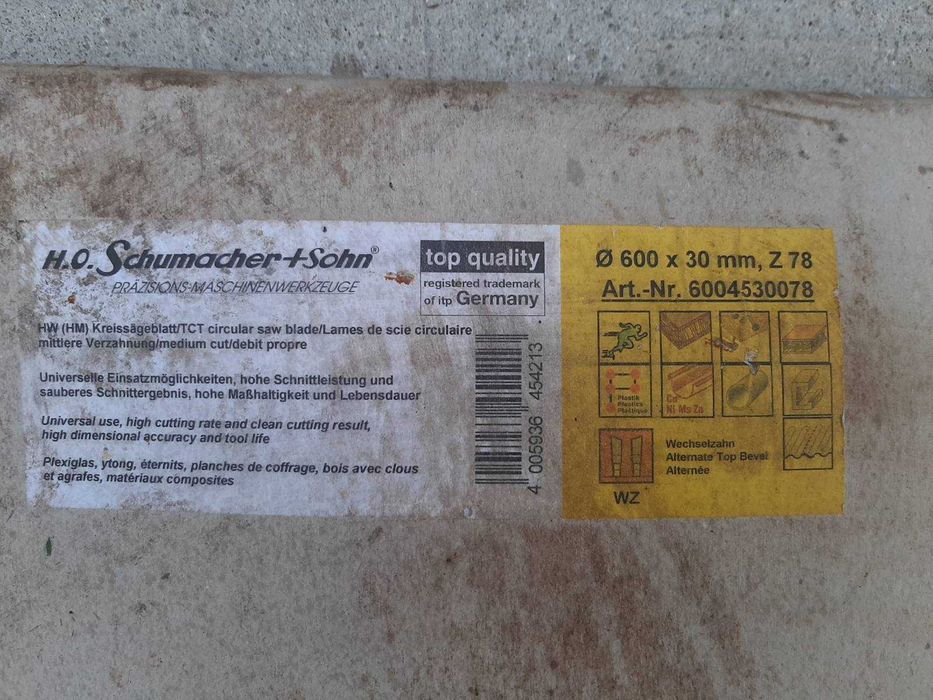 H.O. Schumacher+Sohn®
PRÄZISIONS-MASCHINENWERKZEUGE
top quality
registered trademark
of itp Germany
HW (HM) Kreissägeblatt/TCT circular saw blade/Lames de scie circulaire
mittlere Verzahnung/medium cut/debit propre
Universelle Einsatzmöglichkeiten, hohe Schnittleistung und
sauberes Schnittergebnis, hohe Maßhaltigkeit und Lebensdauer
Universal use, high cutting rate and clean cutting result,
high dimensional accuracy and tool life
Plexiglas, ytong, éternits, planches de coffrage, bois avec clous
et agrafes, matériaux composites
4 005936 454213
Ø 600 x 30 mm, Z 78
Art.-Nr. 6004530078
Plastik
Plastics
Plastique
Cu
Ni Ms Zn
WZ
Wechselzahn
Alternate Top Bevel
Alternée